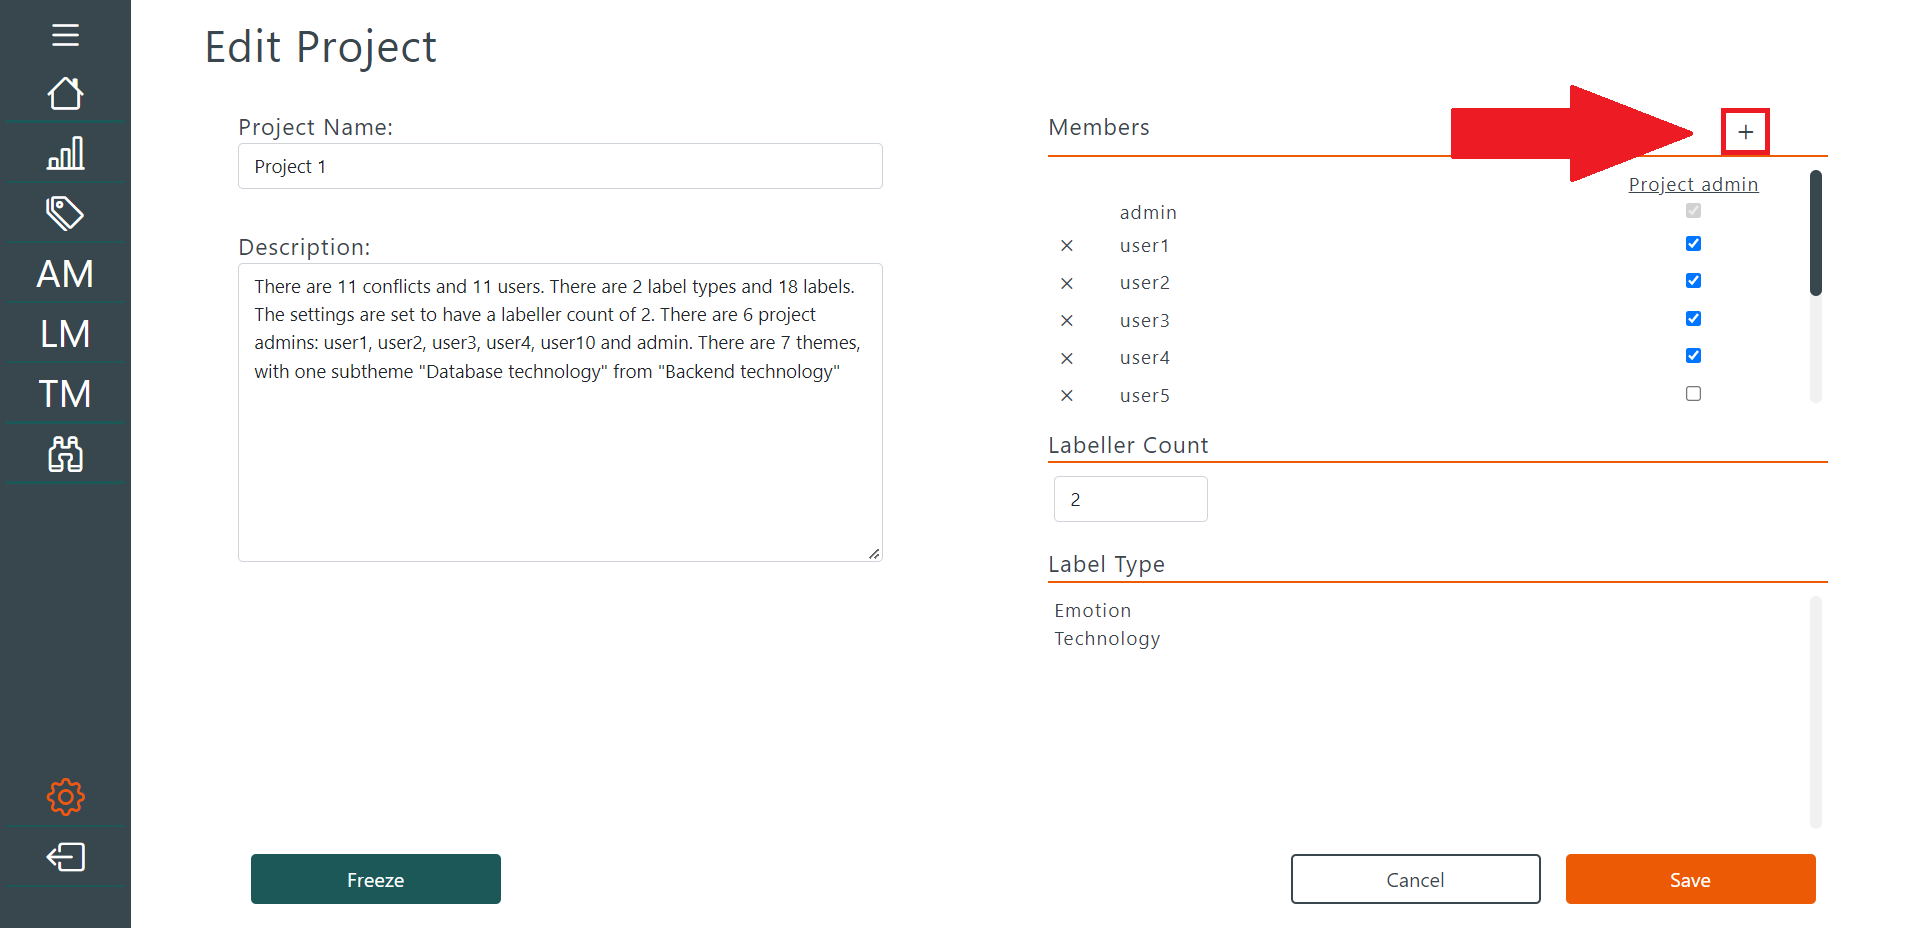 Edit Project
AM
LM
TM
Project Name:
Project 1
Description:
There are 11 conflicts and 11 users. There are 2 label types and 18 labels.
The settings are set to have a labeller count of 2. There are 6 project
admins: user1, user2, user3, user4, user10 and admin. There are 7 themes,
with one subtheme "Database technology" from "Backend technology"
Freeze
Members
+
Project admin
admin
user1
user2
user3
user4
user5
Labeller Count
2
Label Type
Emotion
Technology
Cancel
Save